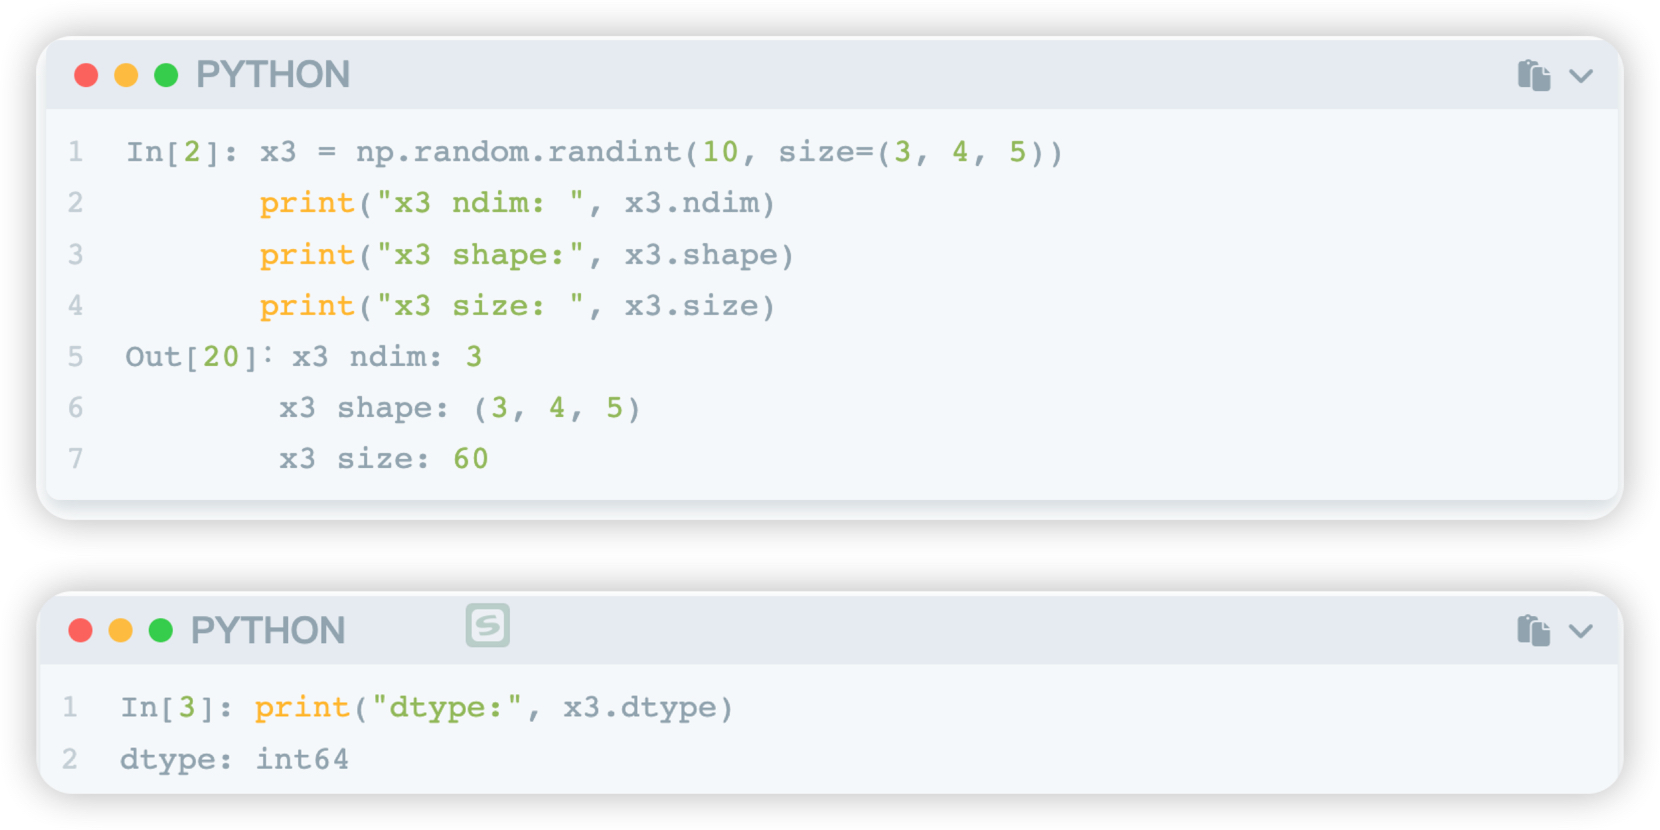 PYTHON
1 In[2]: x3 = np.random.randint(10, size=(3, 4, 5))
2 print("x3 ndim: ", x3.ndim)
3 print("x3 shape:", x3.shape)
4 print("x3 size: ", x3.size)
5 Out[20]: x3 ndim: 3
6 x3 shape: (3, 4, 5)
7 x3 size: 60
PYTHON
S
1 In[3]: print("dtype:", x3.dtype)
2 dtype: int64